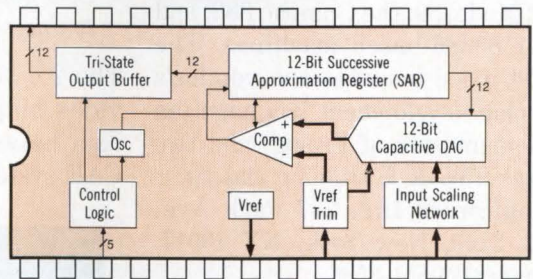 12
Tri-State
Output Buffer
12
12-Bit Successive
Approximation Register (SAR)
12
Osc
+
Comp
-
12-Bit
Capacitive DAC
Control
Logic
Vref
Vref
Trim
Input Scaling
Network
5